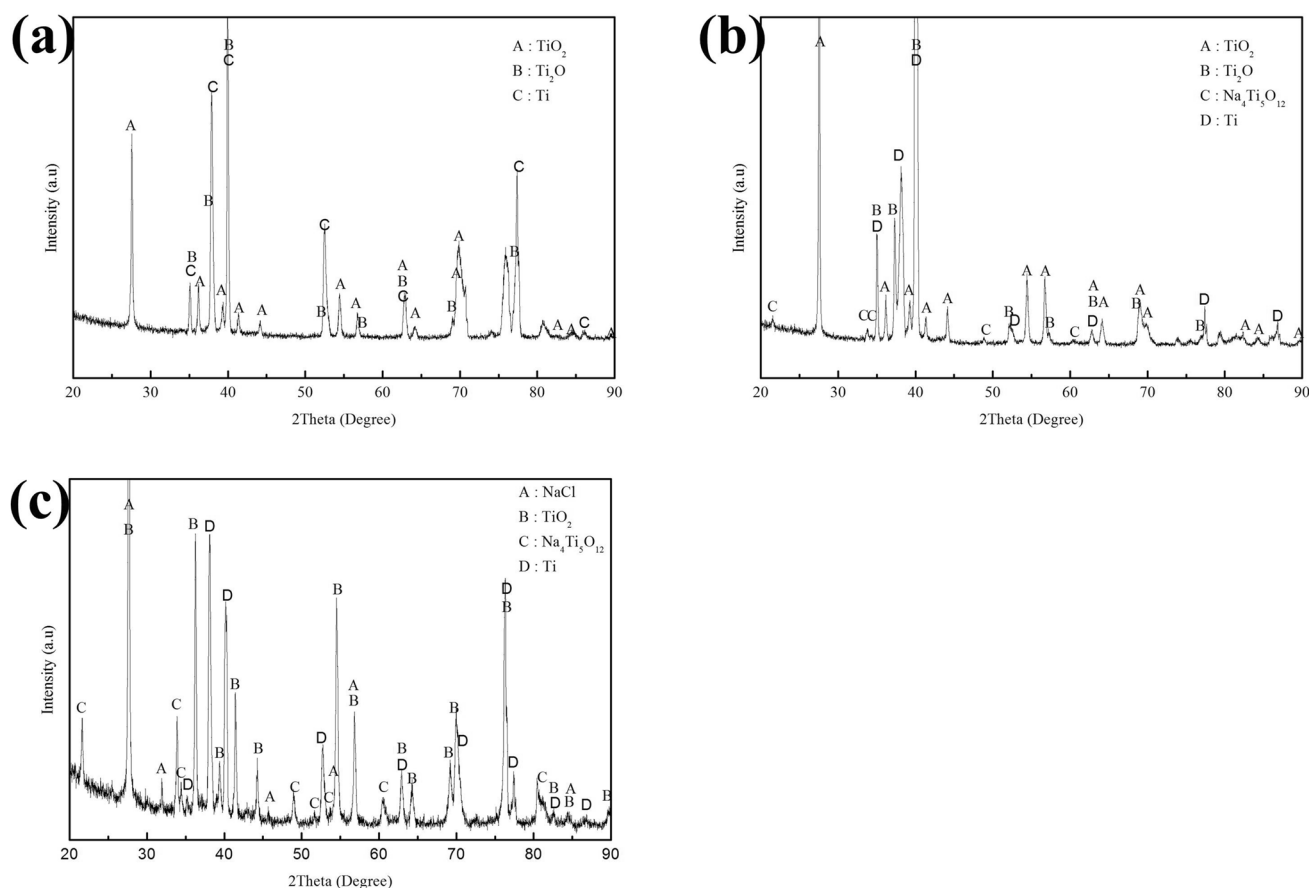 (a)
A : TiO₂
B : Ti₂O
C : Ti
A
B
C
A
B
C
B
C
A
A
A
C
B
A
A
B
A
B
C
A
B
A
A
B
C
A
A
C
A
Intensity (a.u)
20 30 40 50 60 70 80 90
2Theta (Degree)
(b)
A : TiO₂
B : Ti₂O
C : Na₄Ti₅O₁₂
D : Ti
C
A
C C
B
D
A
B
D
A
B
D
A
A
C
B
D
A
A
B
C
A
B
D
A
A
B
A
B
D
A
A
D
A
Intensity (a.u)
20 30 40 50 60 70 80 90
2Theta (Degree)
(c)
A : NaCl
B : TiO₂
C : Na₄Ti₅O₁₂
D : Ti
C
A
B
A
C
C
D
B
D
B
D
B
B
A
C
C
D
C
A
B
A
B
C
B
D
B
B
B
D
D
B
D
C
B
D
A
B
D
B
Intensity (a.u)
20 30 40 50 60 70 80 90
2Theta (Degree)